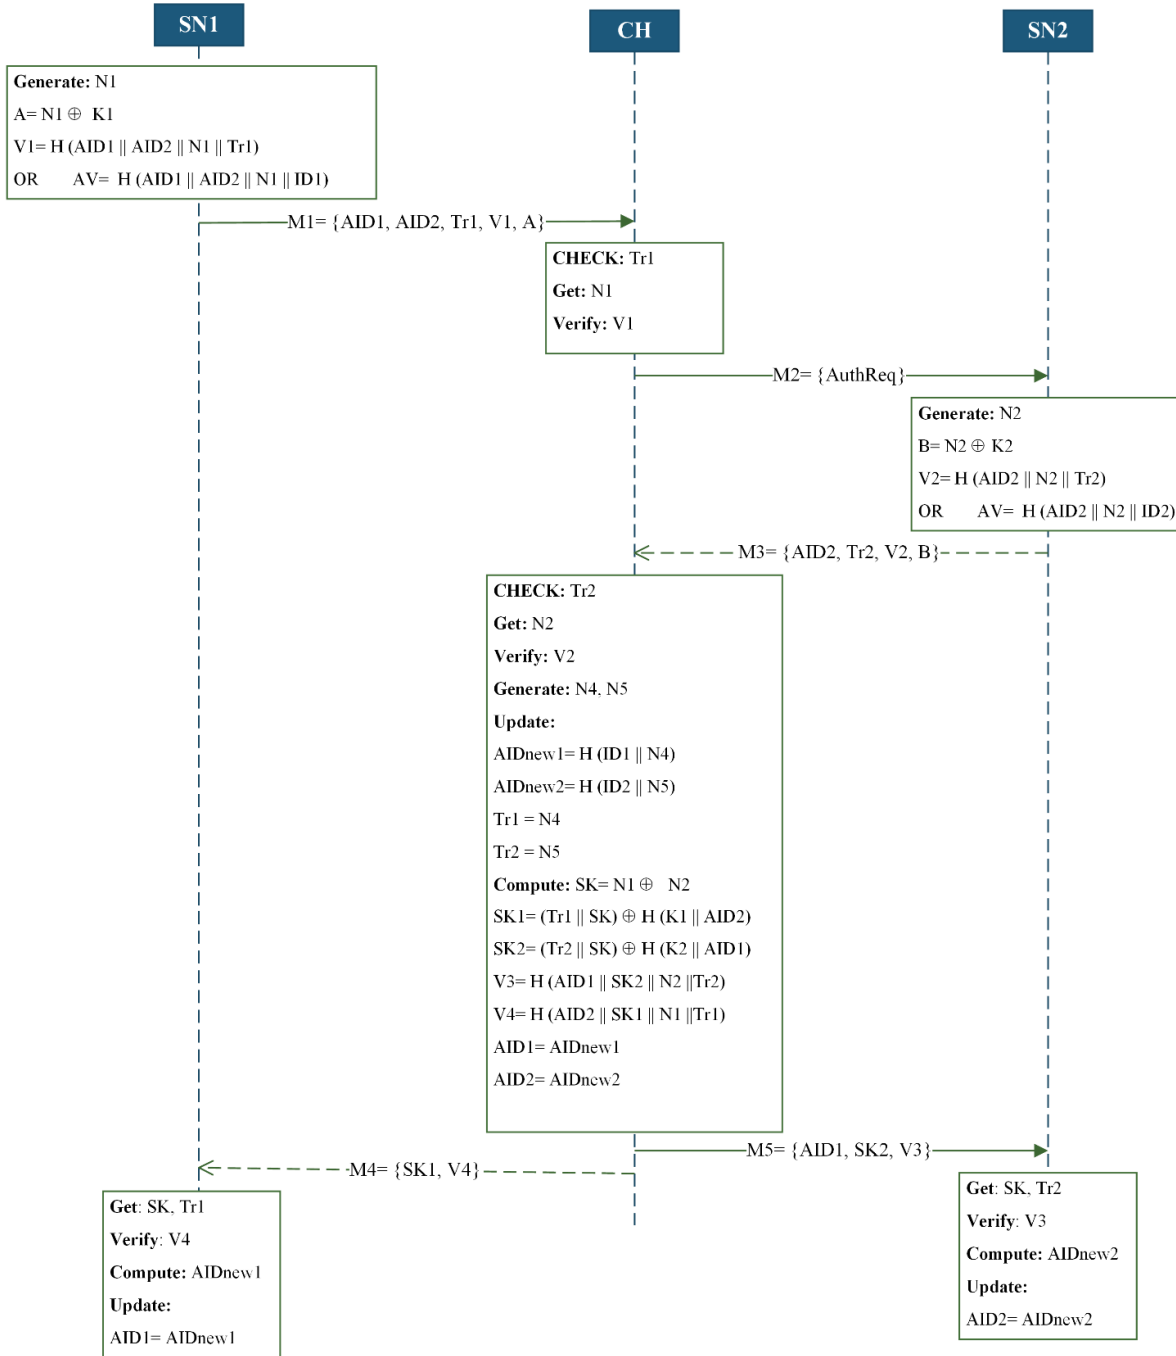 SN1
CH
SN2
Generate: N1
A= N1 ⊕ K1
V1= H (AID1 || AID2 || N1 || Tr1)
OR AV= H (AID1 || AID2 || N1 || ID1)
M1= {AID1, AID2, Tr1, V1, A}
CHECK: Tr1
Get: N1
Verify: V1
M2= {AuthReq}
Generate: N2
B= N2 ⊕ K2
V2= H (AID2 || N2 || Tr2)
OR AV= H (AID2 || N2 || ID2)
M3= {AID2, Tr2, V2, B}
CHECK: Tr2
Get: N2
Verify: V2
Generate: N4, N5
Update:
AIDnew1= H (ID1 || N4)
AIDnew2= H (ID2 || N5)
Tr1 = N4
Tr2 = N5
Compute: SK= N1 ⊕ N2
SK1= (Tr1 || SK) ⊕ H (K1 || AID2)
SK2= (Tr2 || SK) ⊕ H (K2 || AID1)
V3= H (AID1 || SK2 || N2 ||Tr2)
V4= H (AID2 || SK1 || N1 ||Tr1)
AID1= AIDnew1
AID2= AIDnew2
M5= {AID1, SK2, V3}
M4= {SK1, V4}
Get: SK, Tr1
Verify: V4
Compute: AIDnew1
Update:
AID1= AIDnew1
Get: SK, Tr2
Verify: V3
Compute: AIDnew2
Update:
AID2= AIDnew2